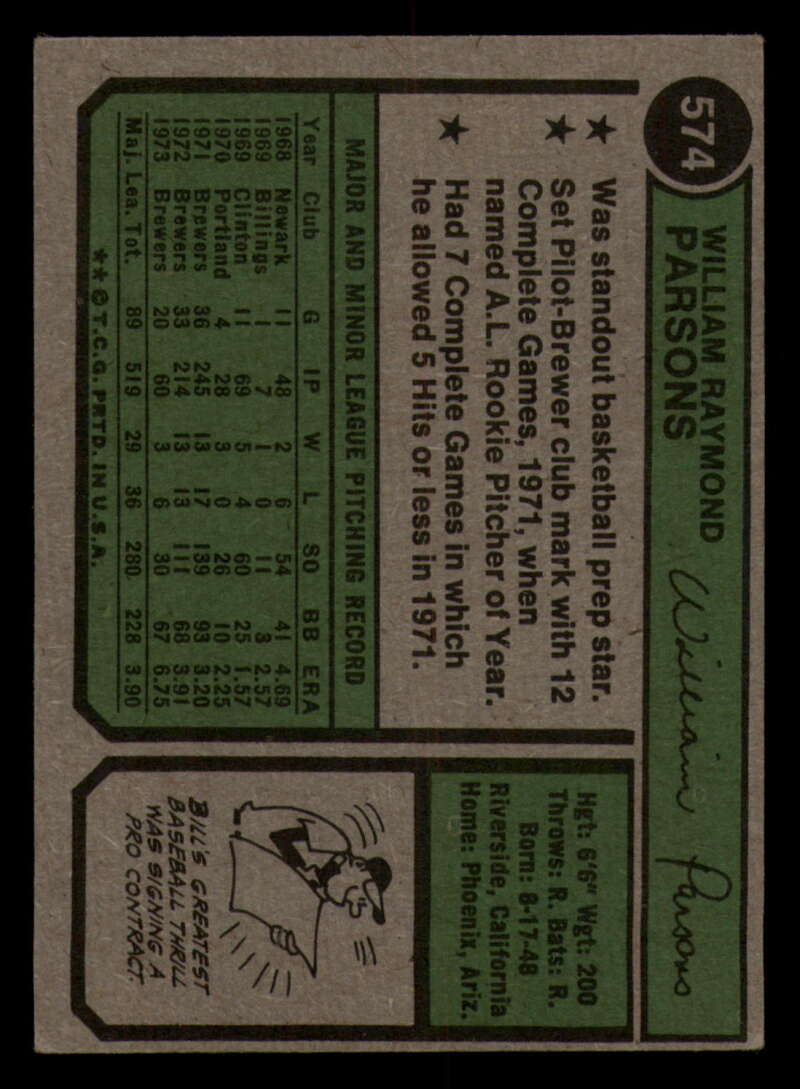 574
WILLIAM RAYMOND
PARSONS
William Parsons
★ Was standout basketball prep star.
★ Set Pilot-Brewer club mark with 12
Complete Games, 1971, when
named A.L. Rookie Pitcher of Year.
★ Had 7 Complete Games in which
he allowed 5 Hits or less in 1971.
MAJOR AND MINOR LEAGUE PITCHING RECORD
Year Club G IP W L SO BB ERA
1968 Newark 11 48 2 6 54 41 4.69
1969 Billings 1 7 1 0 11 3 2.57
1969 Clinton 11 69 5 4 60 25 1.57
1970 Portland 4 28 3 0 26 10 2.25
1971 Brewers 36 245 13 17 139 93 3.20
1972 Brewers 33 214 13 13 111 68 3.91
1973 Brewers 20 60 3 6 30 67 6.75
Maj. Lea. Tot. 89 519 29 36 280 228 3.90
★★©T.C.G. PRTD. IN U.S.A.
Hgt: 6'6" Wgt: 200
Throws: R. Bats: R.
Born: 8-17-48
Riverside, California
Home: Phoenix, Ariz.
BILL'S GREATEST
BASEBALL THRILL
WAS SIGNING A
PRO CONTRACT.